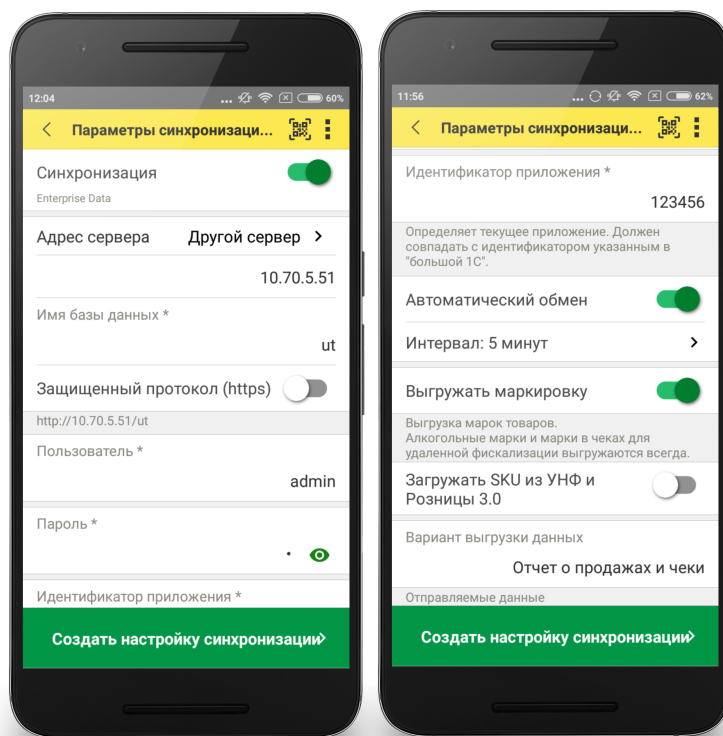 12:04
... 60%
Параметры синхронизаци...
Синхронизация
Enterprise Data
Адрес сервера Другой сервер >
10.70.5.51
Имя базы данных *
ut
Защищенный протокол (https)
http://10.70.5.51/ut
Пользователь *
admin
Пароль *
•
Идентификатор приложения *
Создать настройку синхронизации
11:56
... 62%
Параметры синхронизаци...
Идентификатор приложения *
123456
Определяет текущее приложение. Должен
совпадать с идентификатором указанным в
"большой 1С".
Автоматический обмен
Интервал: 5 минут >
Выгружать маркировку
Выгрузка марок товаров.
Алкогольные марки и марки в чеках для
удаленной фискализации выгружаются всегда.
Загружать SKU из УНФ и
Розницы 3.0
Вариант выгрузки данных
Отчет о продажах и чеки
Отправляемые данные
Создать настройку синхронизации